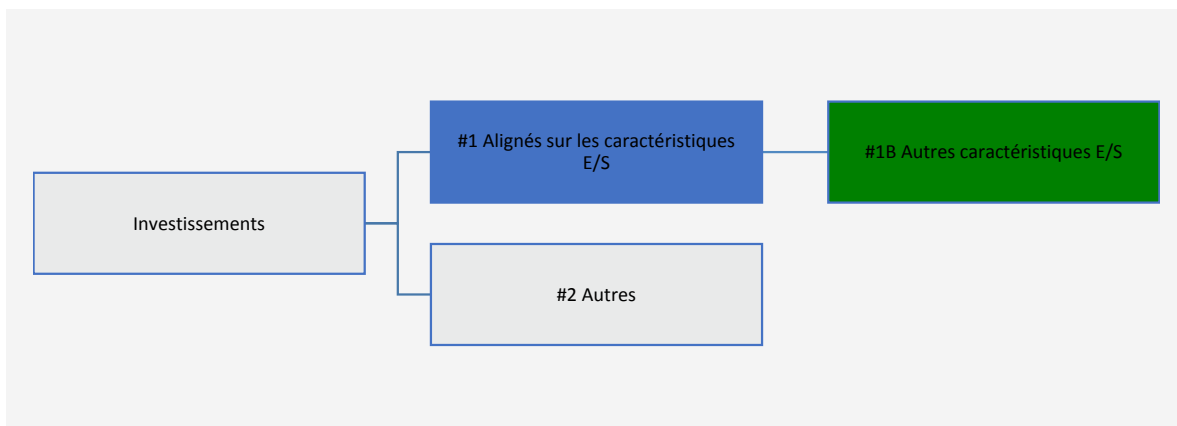 #1 Alignés sur les caractéristiques
E/S
#1B Autres caractéristiques E/S
Investissements
#2 Autres